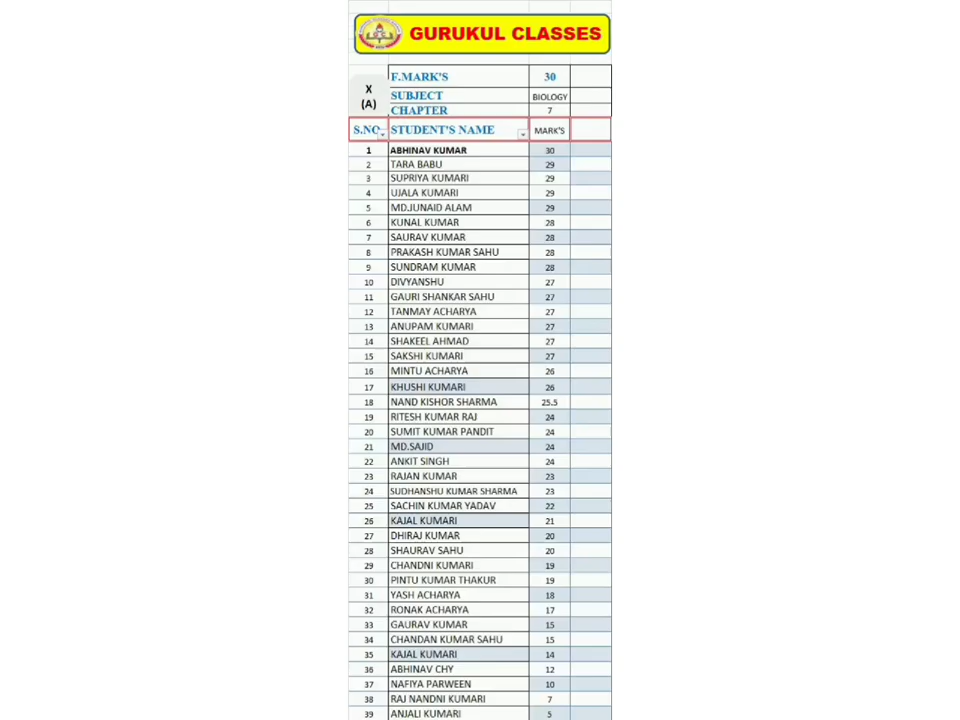 GURUKUL CLASSES
F.MARK'S 30
X (A) SUBJECT BIOLOGY
CHAPTER 7
S.NO STUDENT'S NAME MARK'S
1 ABHINAV KUMAR 30
2 TARA BABU 29
3 SUPRIYA KUMARI 29
4 UJALA KUMARI 29
5 MD.JUNAID ALAM 29
6 KUNAL KUMAR 28
7 SAURAV KUMAR 28
8 PRAKASH KUMAR SAHU 28
9 SUNDRAM KUMAR 28
10 DIVYANSHU 27
11 GAURI SHANKAR SAHU 27
12 TANMAY ACHARYA 27
13 ANUPAM KUMARI 27
14 SHAKEEL AHMAD 27
15 SAKSHI KUMARI 27
16 MINTU ACHARYA 26
17 KHUSHI KUMARI 26
18 NAND KISHOR SHARMA 25.5
19 RITESH KUMAR RAJ 24
20 SUMIT KUMAR PANDIT 24
21 MD.SAJID 24
22 ANKIT SINGH 24
23 RAJAN KUMAR 23
24 SUDHANSHU KUMAR SHARMA 23
25 SACHIN KUMAR YADAV 22
26 KAJAL KUMARI 21
27 DHIRAJ KUMAR 20
28 SHAURAV SAHU 20
29 CHANDNI KUMARI 19
30 PINTU KUMAR THAKUR 19
31 YASH ACHARYA 18
32 RONAK ACHARYA 17
33 GAURAV KUMAR 15
34 CHANDAN KUMAR SAHU 15
35 KAJAL KUMARI 14
36 ABHINAV CHY 12
37 NAFIYA PARWEEN 10
38 RAJ NANDNI KUMARI 7
39 ANJALI KUMARI 5